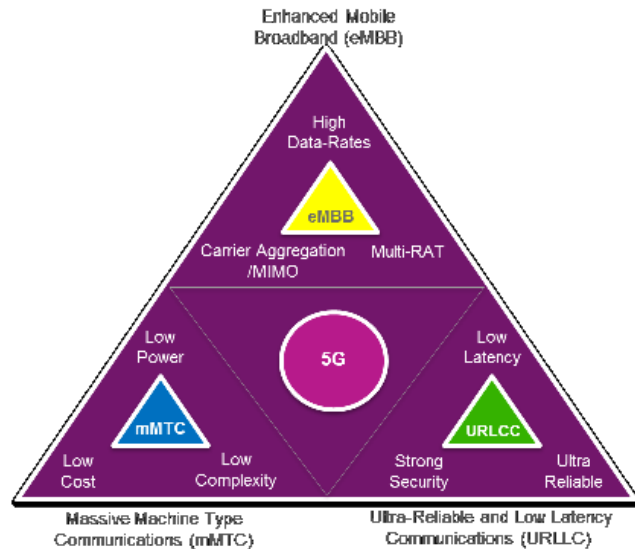 Enhanced Mobile
Broadband (eMBB)
High
Data-Rates
eMBB
Carrier Aggregation
/MIMO
Multi-RAT
5G
Low
Power
mMTC
Low
Cost
Low
Complexity
Low
Latency
URLCC
Strong
Security
Ultra
Reliable
Massive Machine Type
Communications (mMTC)
Ultra-Reliable and Low Latency
Communications (URLLC)